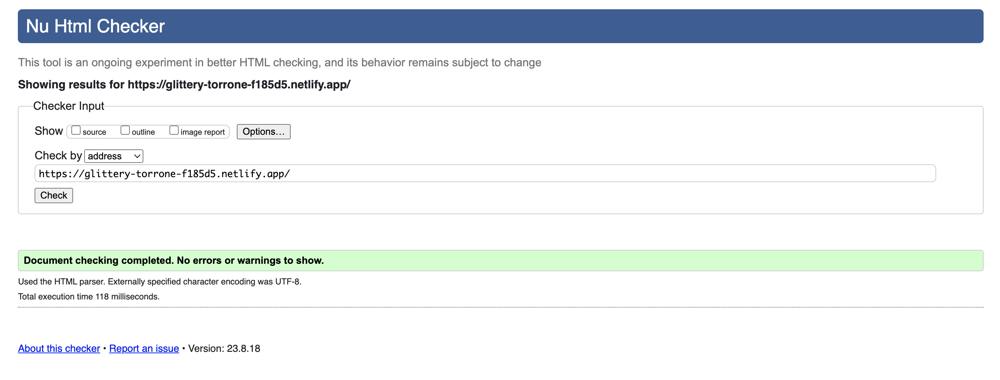 Nu Html Checker
This tool is an ongoing experiment in better HTML checking, and its behavior remains subject to change
Showing results for https://glittery-torrone-f185d5.netlify.app/
Checker Input
Show source outline image report Options...
Check by address
https://glittery-torrone-f185d5.netlify.app/
Check
Document checking completed. No errors or warnings to show.
Used the HTML parser. Externally specified character encoding was UTF-8.
Total execution time 118 milliseconds.
About this checker • Report an issue • Version: 23.8.18